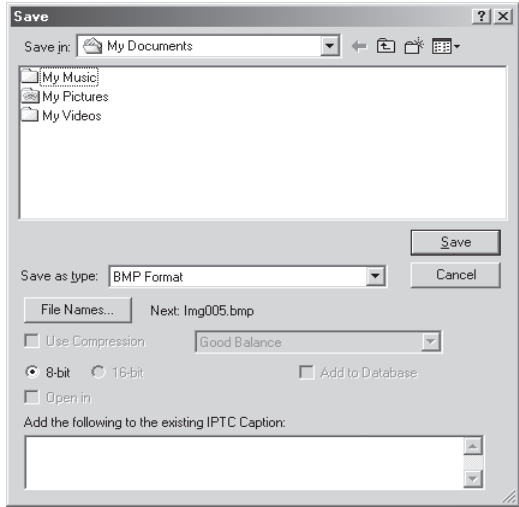 Save
Save in: My Documents
My Music
My Pictures
My Videos
Save
Save as type: BMP Format
Cancel
File Names... Next: Img005.bmp
Use Compression Good Balance
8-bit 16-bit Add to Database
Open in
Add the following to the existing IPTC Caption: